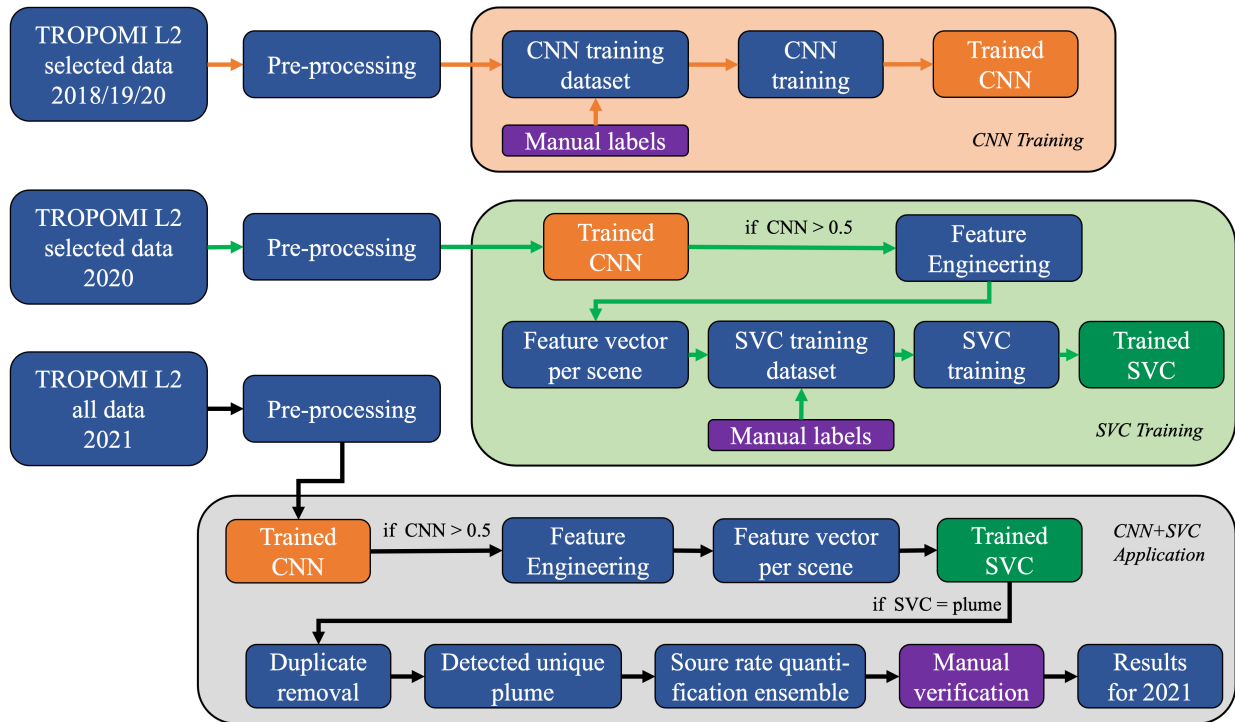 TROPOMI L2
selected data
2018/19/20
Pre-processing
CNN training
dataset
CNN
training
Trained
CNN
Manual labels
CNN Training
TROPOMI L2
selected data
2020
Pre-processing
Trained
CNN
if CNN > 0.5
Feature
Engineering
Feature vector
per scene
SVC training
dataset
SVC
training
Trained
SVC
Manual labels
SVC Training
TROPOMI L2
all data
2021
Pre-processing
Trained
CNN
if CNN > 0.5
Feature
Engineering
Feature vector
per scene
Trained
SVC
CNN+SVC
Application
if SVC = plume
Duplicate
removal
Detected unique
plume
Soure rate quanti-
fication ensemble
Manual
verification
Results
for 2021